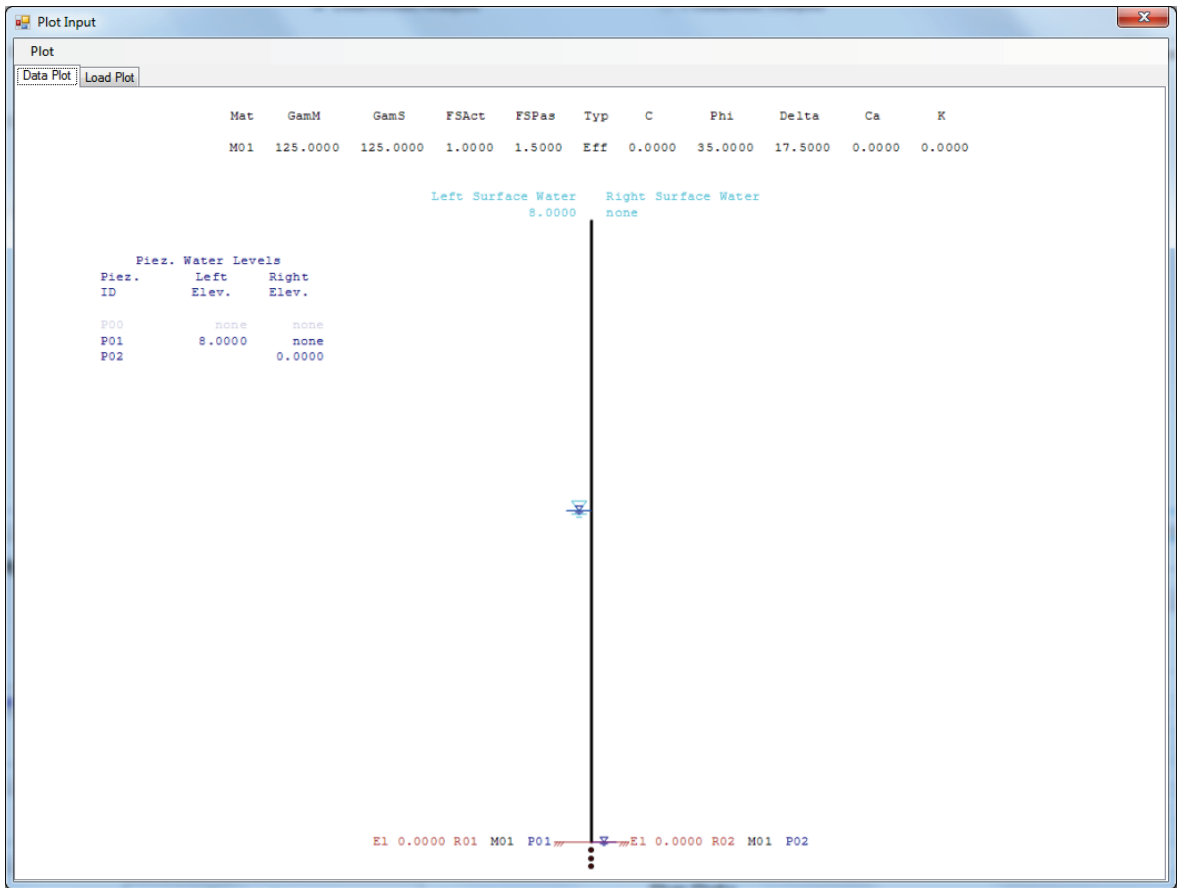 Plot Input
Plot
Data Plot Load Plot
Mat GamM GamS FSAct FSPas Typ C Phi Delta Ca K
M01 125.0000 125.0000 1.0000 1.5000 Eff 0.0000 35.0000 17.5000 0.0000 0.0000
Left Surface Water Right Surface Water
8.0000 none
Piez. Water Levels
Piez. Left Right
ID Elev. Elev.
P00 none none
P01 8.0000 none
P02 0.0000
El 0.0000 R01 M01 P01 El 0.0000 R02 M01 P02